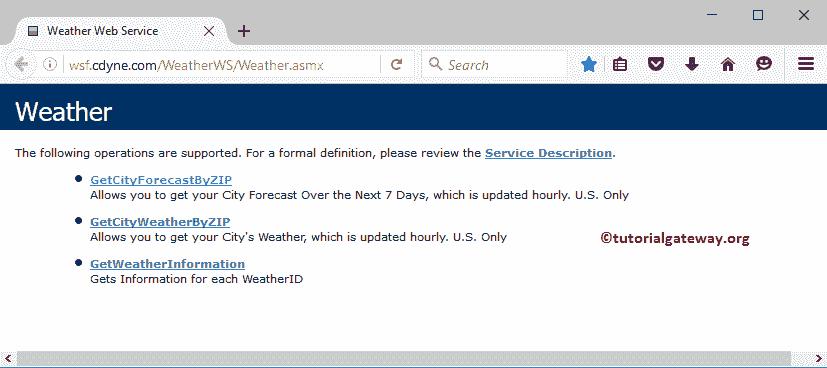 Weather Web Service
wsf.cdyne.com/WeatherWS/Weather.asmx
Search
Weather
The following operations are supported. For a formal definition, please review the Service Description.
GetCityForecastByZIP
Allows you to get your City Forecast Over the Next 7 Days, which is updated hourly. U.S. Only
GetCityWeatherByZIP
Allows you to get your City's Weather, which is updated hourly. U.S. Only
©tutorialgateway.org
GetWeatherInformation
Gets Information for each WeatherID